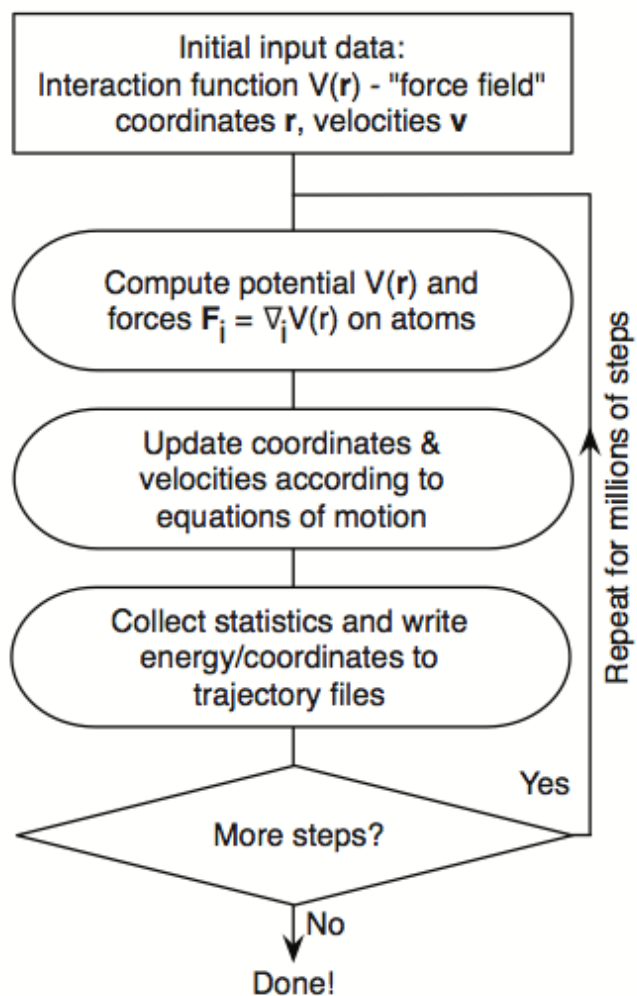 Initial input data:
Interaction function V(r) - "force field"
coordinates r, velocities v
Compute potential V(r) and
forces F_i = ∇_iV(r) on atoms
Update coordinates &
velocities according to
equations of motion
Collect statistics and write
energy/coordinates to
trajectory files
More steps?
Yes
No
Done!
Repeat for millions of steps